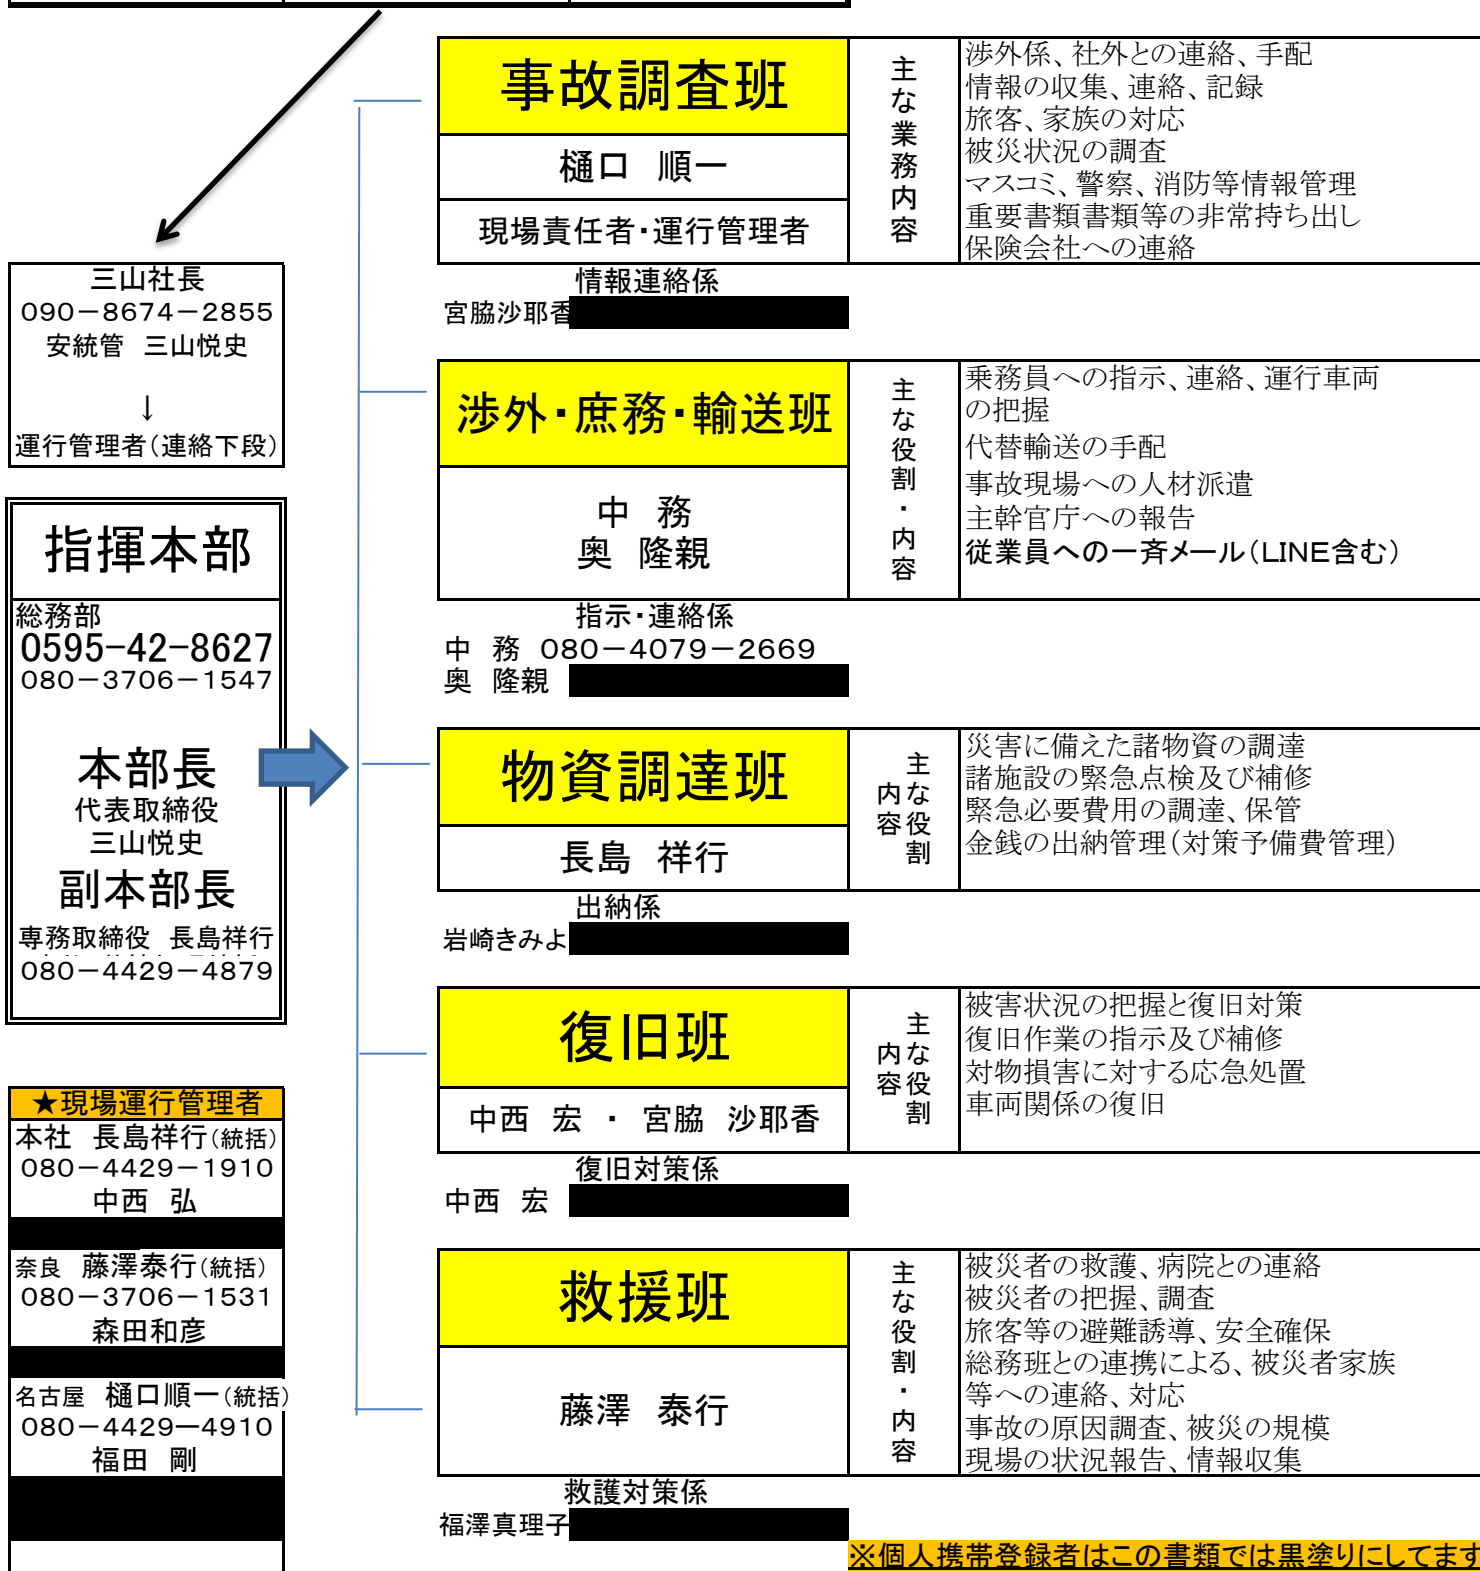 事故調査班
樋口　順一
現場責任者・運行管理者
主な業務内容
渉外係、社外との連絡、手配
情報の収集、連絡、記録
旅客、家族の対応
被災状況の調査
マスコミ、警察、消防等情報管理
重要書類書類等の非常持ち出し
保険会社への連絡
情報連絡係
宮脇沙耶香
三山社長
090－8674－2855
安統管　三山悦史
↓
運行管理者（連絡下段）
渉外・庶務・輸送班
中　務
奥　隆親
主な役割・内容
乗務員への指示、連絡、運行車両
の把握
代替輸送の手配
事故現場への人材派遣
主幹官庁への報告
従業員への一斉メール（LINE含む）
指示・連絡係
中　務 080－4079－2669
奥　隆親
指揮本部
総務部
0595-42-8627
080－3706－1547
本部長
代表取締役
三山悦史
副本部長
専務取締役　長島祥行
080－4429－4879
物資調達班
長島　祥行
主な役割
内容
災害に備えた諸物資の調達
諸施設の緊急点検及び補修
緊急必要費用の調達、保管
金銭の出納管理（対策予備費管理）
出納係
岩崎きみよ
復旧班
中西　宏　・　宮脇　沙耶香
主な役割
内容
被害状況の把握と復旧対策
復旧作業の指示及び補修
対物損害に対する応急処置
車両関係の復旧
復旧対策係
中西　宏
★現場運行管理者
本社　長島祥行（統括）
080－4429－1910
中西　弘
奈良　藤澤泰行（統括）
080－3706－1531
森田和彦
名古屋　樋口順一（統括）
080－4429ー4910
福田　剛
救援班
藤澤　泰行
主な役割・内容
被災者の救護、病院との連絡
被災者の把握、調査
旅客等の避難誘導、安全確保
総務班との連携による、被災者家族
等への連絡、対応
事故の原因調査、被災の規模
現場の状況報告、情報収集
救護対策係
福澤真理子
※個人携帯登録者はこの書類では黒塗りにしてます